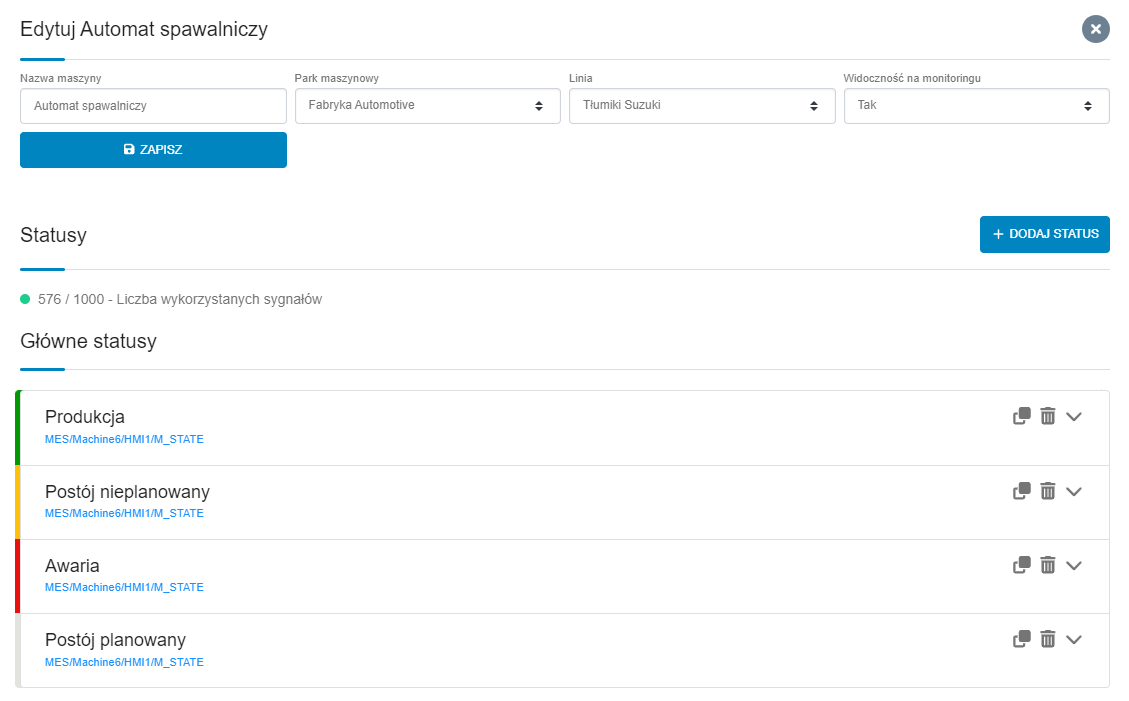 Edytuj Automat spawalniczy
Nazwa maszyny
Park maszynowy
Linia
Widoczność na monitoringu
Automat spawalniczy
Fabryka Automotive
Tłumiki Suzuki
Tak
ZAPISZ
Statusy
+ DODAJ STATUS
576 / 1000 - Liczba wykorzystanych sygnałów
Główne statusy
Produkcja
MES/Machine6/HMI1/M_STATE
Postój nieplanowany
MES/Machine6/HMI1/M_STATE
Awaria
MES/Machine6/HMI1/M_STATE
Postój planowany
MES/Machine6/HMI1/M_STATE